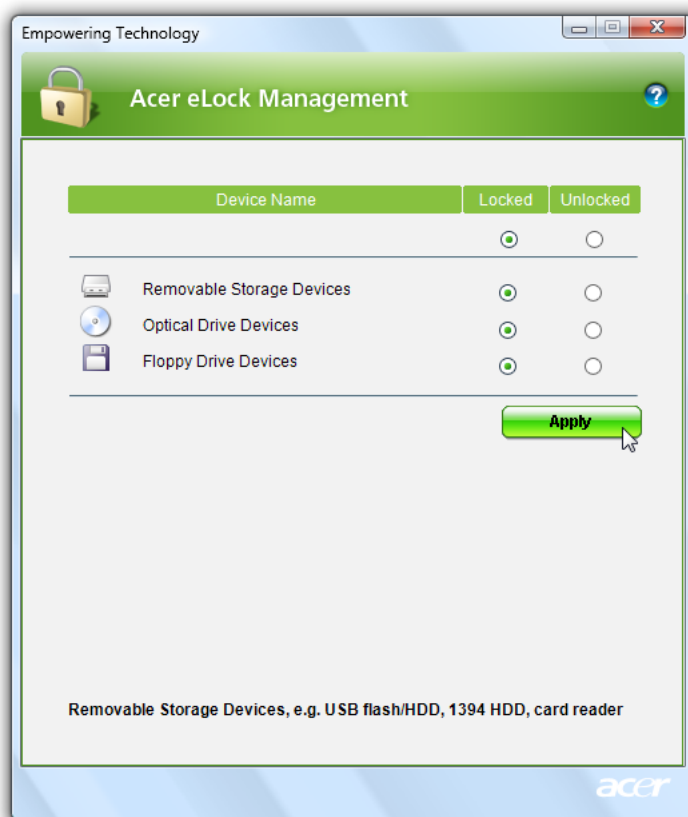 Empowering Technology
Acer eLock Management
?
Device Name Locked Unlocked
Removable Storage Devices
Optical Drive Devices
Floppy Drive Devices
Apply
Removable Storage Devices, e.g. USB flash/HDD, 1394 HDD, card reader
acer